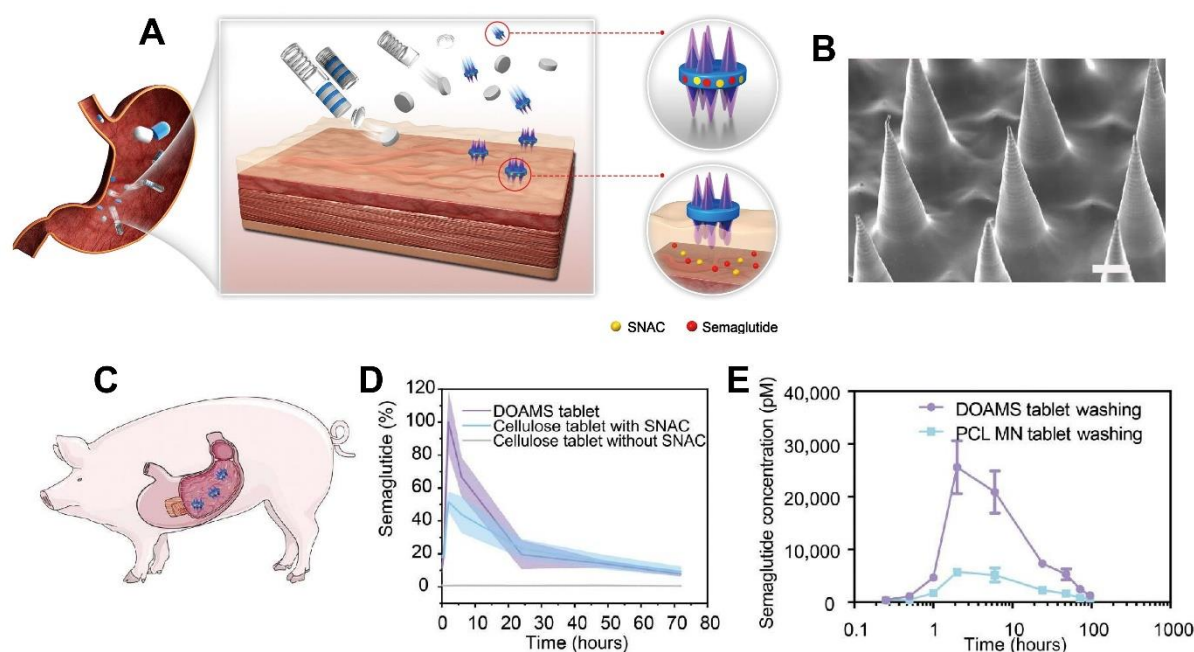 A
SNAC
Semaglutide
B
C
D
Semaglutide (%)
120
100
80
60
40
20
0
DOAMS tablet
Cellulose tablet with SNAC
Cellulose tablet without SNAC
0 10 20 30 40 50 60 70 80
Time (hours)
E
Semaglutide concentration (pM)
40,000
30,000
20,000
10,000
0
DOAMS tablet washing
PCL MN tablet washing
0.1 1 10 100 1000
Time (hours)